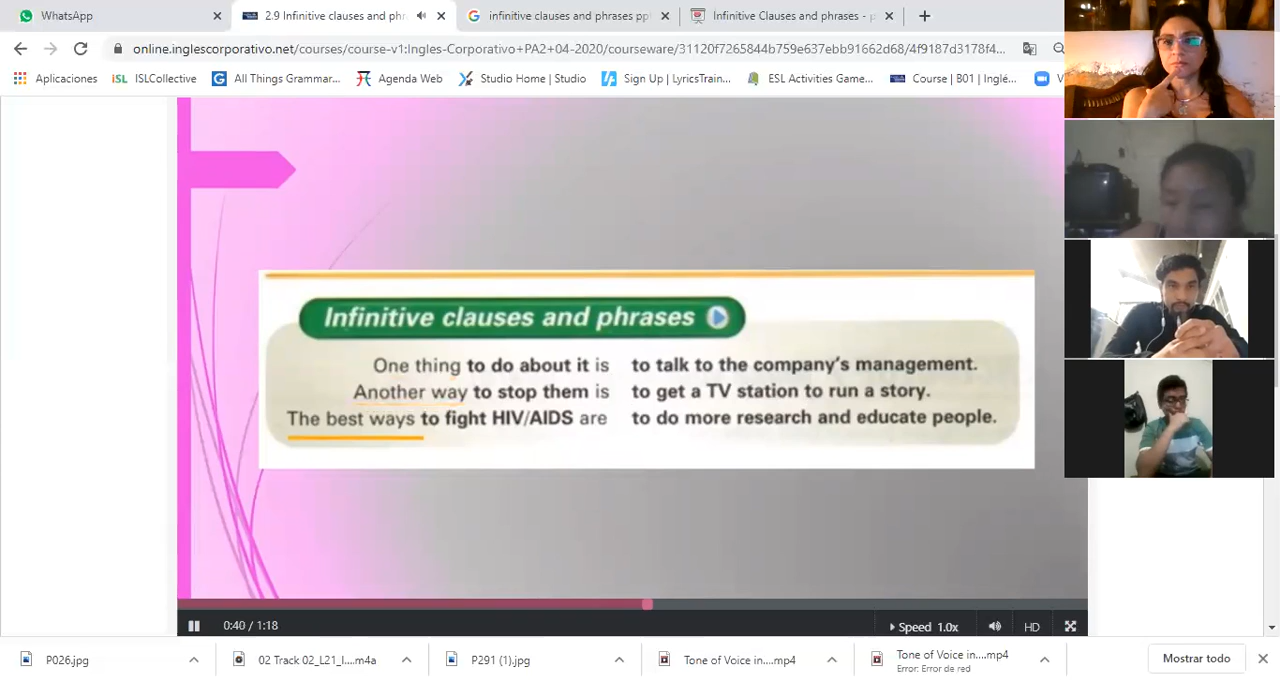 WhatsApp
2.9 Infinitive clauses and phr
infinitive clauses and phrases pp
Infinitive Clauses and phrases - p
online.inglescorporativo.net/courses/course-v1:Ingles-Corporativo+PA2+04-2020/courseware/31120f7265844b759e637ebb91662d68/4f9187d3178f4...
Aplicaciones
iSL ISLCollective
All Things Grammar...
Agenda Web
Studio Home | Studio
Sign Up | LyricsTrain...
ESL Activities Game...
Course | B01 | Inglé...
Infinitive clauses and phrases
One thing to do about it is to talk to the company's management.
Another way to stop them is to get a TV station to run a story.
The best ways to fight HIV/AIDS are to do more research and educate people.
0:40 / 1:18
Speed 1.0x
HD
P026.jpg
02 Track 02_L21_I....m4a
P291 (1).jpg
Tone of Voice in....mp4
Tone of Voice in....mp4
Error: Error de red
Mostrar todo